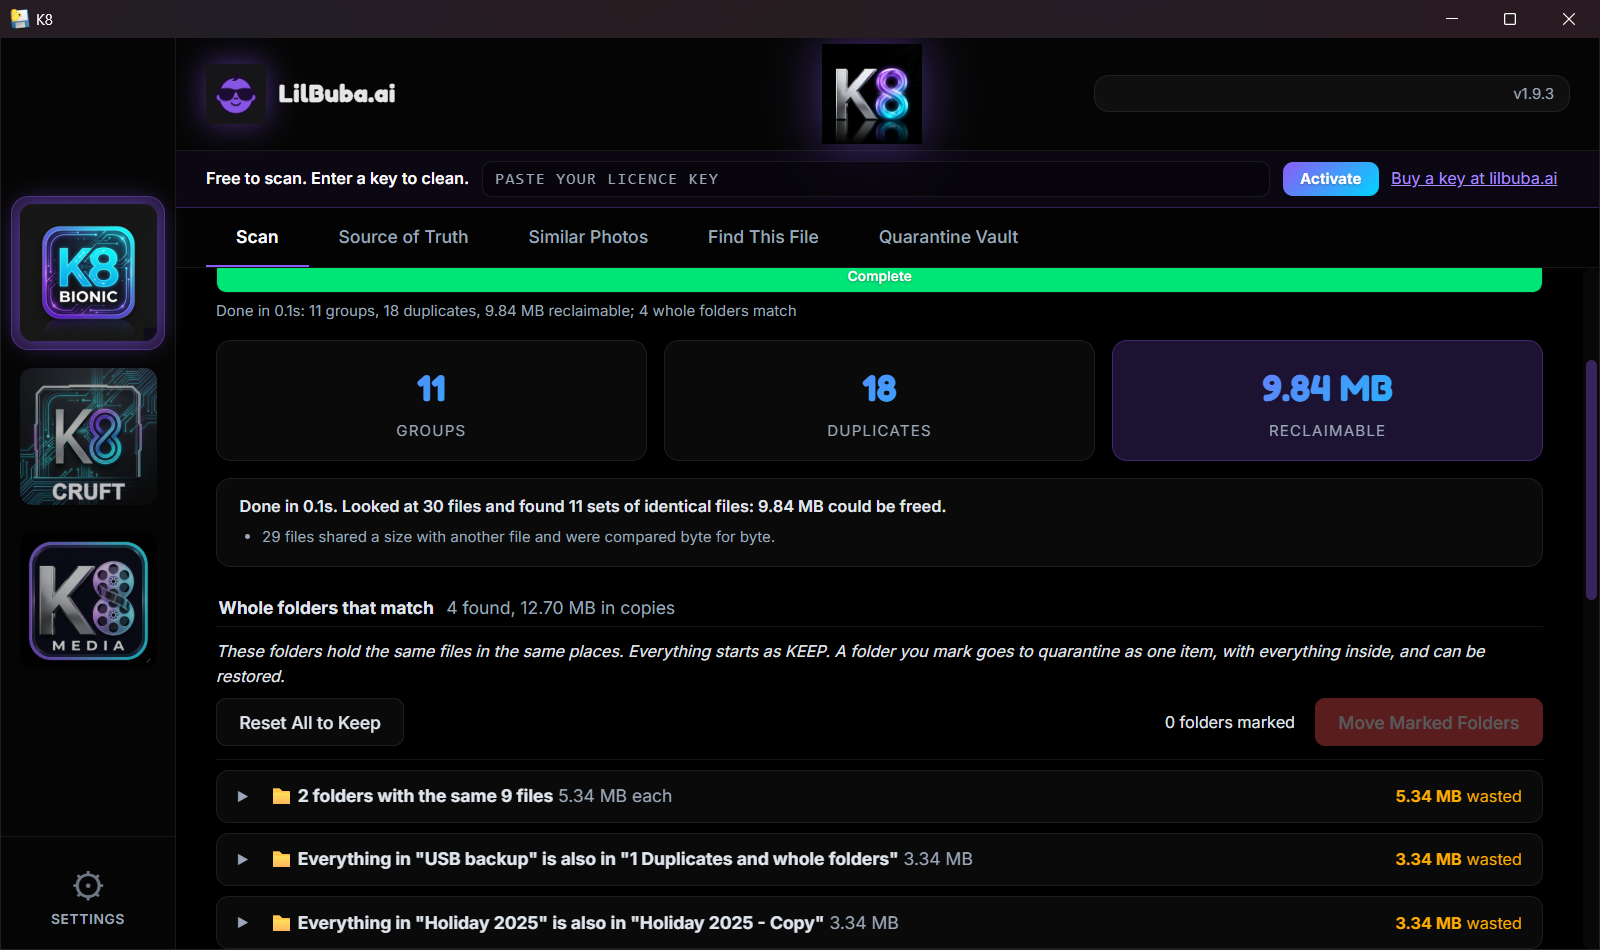 K8
LilBuba.ai
K8
v1.9.3
Free to scan. Enter a key to clean.
PASTE YOUR LICENCE KEY
Activate
Buy a key at lilbuba.ai
K8
BIONIC
K8
CRUFT
K8
MEDIA
SETTINGS
Scan
Source of Truth
Similar Photos
Find This File
Quarantine Vault
Complete
Done in 0.1s: 11 groups, 18 duplicates, 9.84 MB reclaimable; 4 whole folders match
11
GROUPS
18
DUPLICATES
9.84 MB
RECLAIMABLE
Done in 0.1s. Looked at 30 files and found 11 sets of identical files: 9.84 MB could be freed.
• 29 files shared a size with another file and were compared byte for byte.
Whole folders that match 4 found, 12.70 MB in copies
These folders hold the same files in the same places. Everything starts as KEEP. A folder you mark goes to quarantine as one item, with everything inside, and can be
restored.
Reset All to Keep
0 folders marked
Move Marked Folders
2 folders with the same 9 files 5.34 MB each
5.34 MB wasted
Everything in "USB backup" is also in "1 Duplicates and whole folders" 3.34 MB
3.34 MB wasted
Everything in "Holiday 2025" is also in "Holiday 2025 - Copy" 3.34 MB
3.34 MB wasted